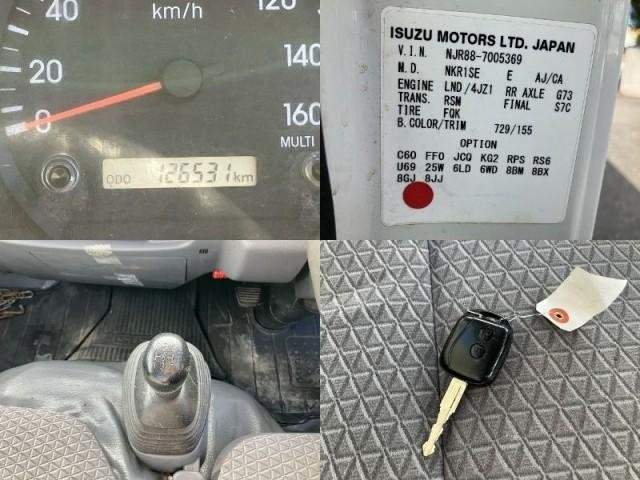 40
km/h
120
20
140
0
160
MULTI
ODO 126531 km
ISUZU MOTORS LTD. JAPAN
V.I.N. NJR88-7005369
M.D. NKR1SE E AJ/CA
ENGINE LND /4JZ1 RR AXLE G73
TRANS. RSM FINAL S7C
TIRE FQK
B.COLOR/TRIM 729/155
OPTION
C60 FF0 JCQ KG2 RPS RS6
U69 25W 6LD 6WD 8BM 8BX
8GJ 8JJ